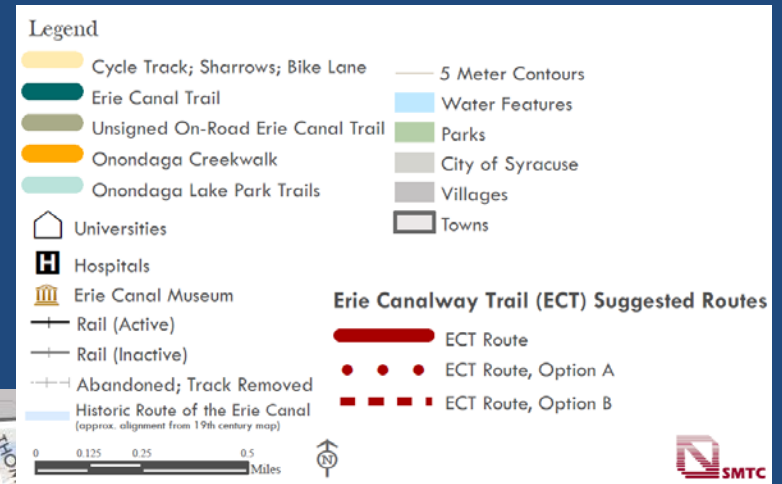 Legend
Cycle Track; Sharrows; Bike Lane
Erie Canal Trail
Unsigned On-Road Erie Canal Trail
Onondaga Creekwalk
Onondaga Lake Park Trails
Universities
H Hospitals
Erie Canal Museum
Rail (Active)
Rail (Inactive)
Abandoned; Track Removed
Historic Route of the Erie Canal
(approx. alignment from 19th century map)
0 0.125 0.25 0.5
Miles
N
5 Meter Contours
Water Features
Parks
City of Syracuse
Villages
Towns
Erie Canalway Trail (ECT) Suggested Routes
ECT Route
ECT Route, Option A
ECT Route, Option B
SMTC